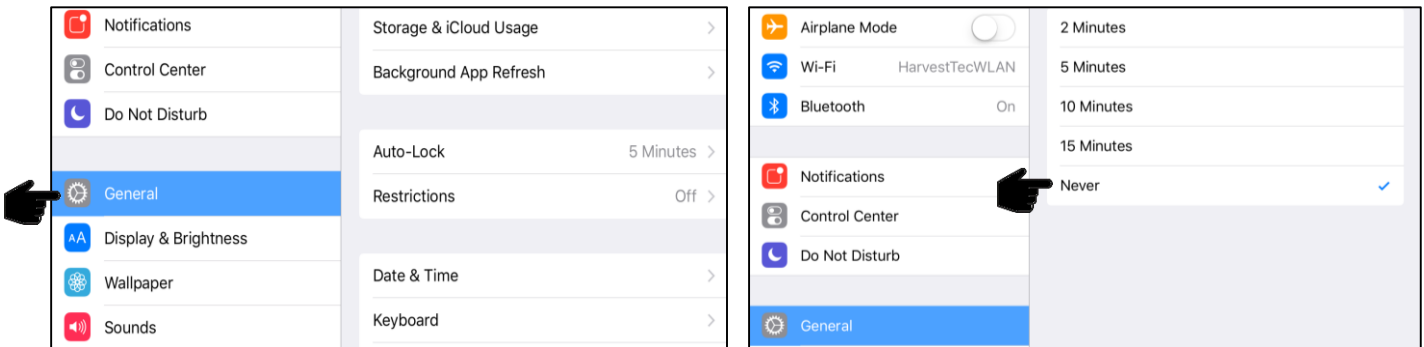 Notifications
Control Center
Do Not Disturb
General
AA Display & Brightness
Wallpaper
Sounds
Storage & iCloud Usage
Background App Refresh
Auto-Lock 5 Minutes
Restrictions Off
Date & Time
Keyboard
Airplane Mode
Wi-Fi HarvestTecWLAN
Bluetooth On
Notifications
Control Center
Do Not Disturb
General
2 Minutes
5 Minutes
10 Minutes
15 Minutes
Never